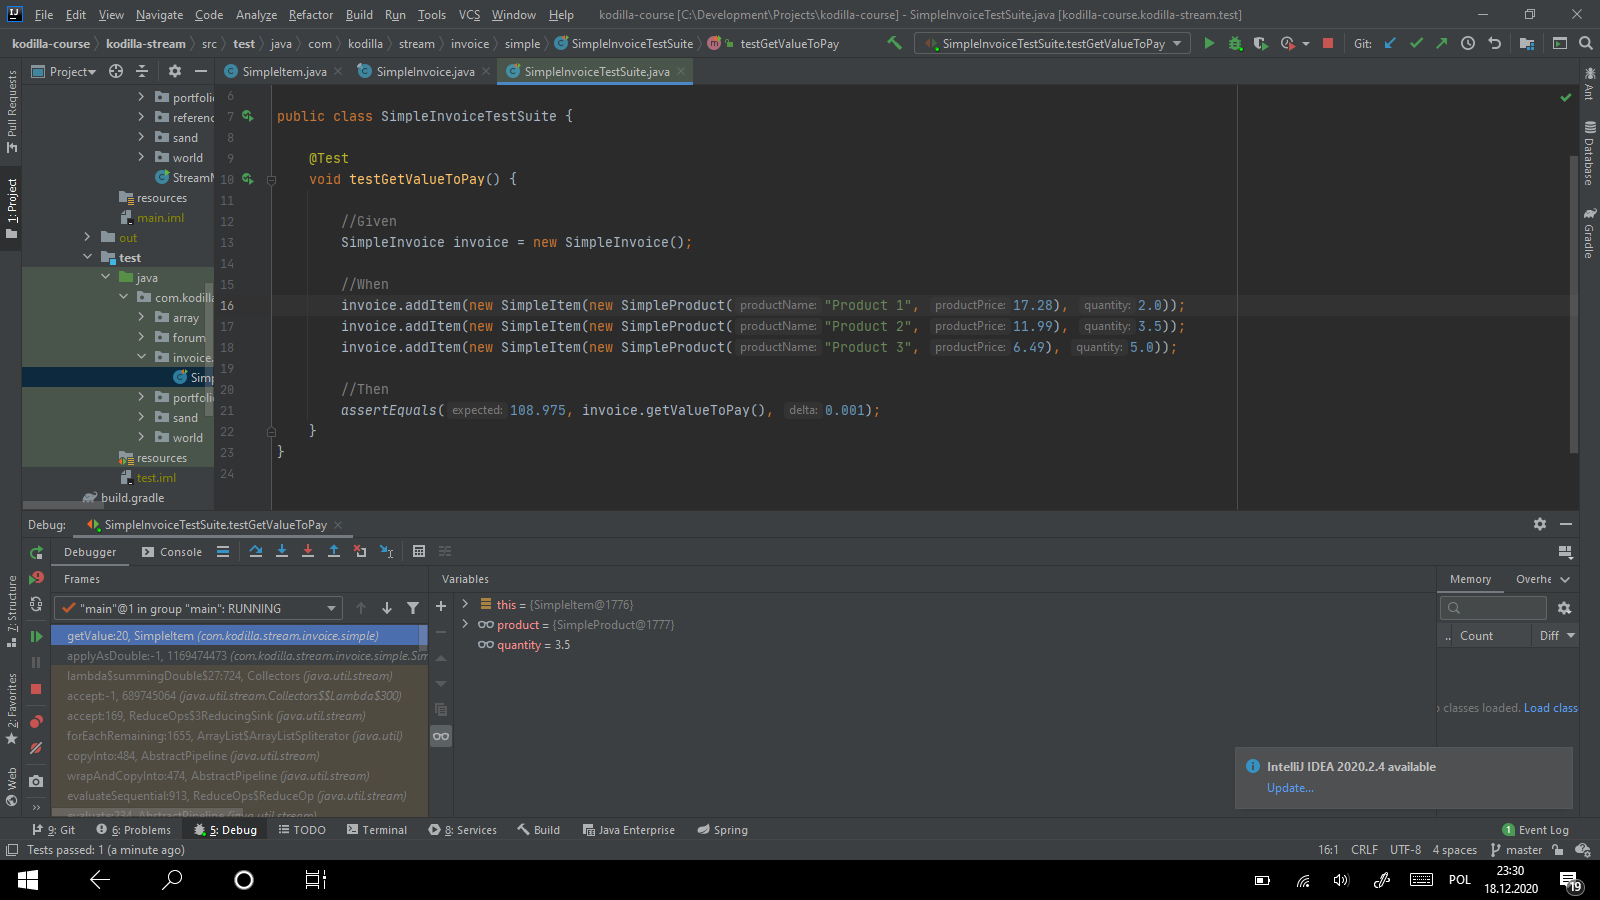 File Edit View Navigate Code Analyze Refactor Build Run Tools VCS Window Help kodilla-course [C:\Development\Projects\kodilla-course] - SimpleInvoiceTestSuite.java [kodilla-course.kodilla-stream.test]
kodilla-course kodilla-stream src test java com kodilla stream invoice simple SimpleInvoiceTestSuite testGetValueToPay SimpleInvoiceTestSuite.testGetValueToPay Git:
Project SimpleItem.java SimpleInvoice.java SimpleInvoiceTestSuite.java
Pull Requests
1: Project
7: Structure
2: Favorites
Web
portfolio
referenc
sand
world
StreamM
resources
main.iml
out
test
java
com.kodilla
array
forum
invoice.
Simp
portfolio
sand
world
resources
test.iml
build.gradle
6
7 public class SimpleInvoiceTestSuite {
8
9 @Test
10 void testGetValueToPay() {
11
12 //Given
13 SimpleInvoice invoice = new SimpleInvoice();
14
15 //When
16 invoice.addItem(new SimpleItem(new SimpleProduct( productName: "Product 1", productPrice: 17.28), quantity: 2.0));
17 invoice.addItem(new SimpleItem(new SimpleProduct( productName: "Product 2", productPrice: 11.99), quantity: 3.5));
18 invoice.addItem(new SimpleItem(new SimpleProduct( productName: "Product 3", productPrice: 6.49), quantity: 5.0));
19
20 //Then
21 assertEquals( expected: 108.975, invoice.getValueToPay(), delta: 0.001);
22 }
23 }
24
Ant
Database
Gradle
Debug: SimpleInvoiceTestSuite.testGetValueToPay
Debugger Console
Frames
"main"@1 in group "main": RUNNING
getValue:20, SimpleItem (com.kodilla.stream.invoice.simple)
applyAsDouble:-1, 1169474473 (com.kodilla.stream.invoice.simple.Sim
lambda$summingDouble$27:724, Collectors (java.util.stream)
accept:-1, 689745064 (java.util.stream.Collectors$$Lambda$300)
accept:169, ReduceOps$3ReducingSink (java.util.stream)
forEachRemaining:1655, ArrayList$ArrayListSpliterator (java.util)
copyInto:484, AbstractPipeline (java.util.stream)
wrapAndCopyInto:474, AbstractPipeline (java.util.stream)
evaluateSequential:913, ReduceOps$ReduceOp (java.util.stream)
evaluate:234, AbstractPipeline (java.util.stream)
Variables
this = {SimpleItem@1776}
product = {SimpleProduct@1777}
quantity = 3.5
Memory Overhe
.. Count Diff
classes loaded. Load class
IntelliJ IDEA 2020.2.4 available
Update...
9: Git 6: Problems 5: Debug TODO Terminal 8: Services Build Java Enterprise Spring 1 Event Log
Tests passed: 1 (a minute ago) 16:1 CRLF UTF-8 4 spaces master
POL 23:30
18.12.2020 19